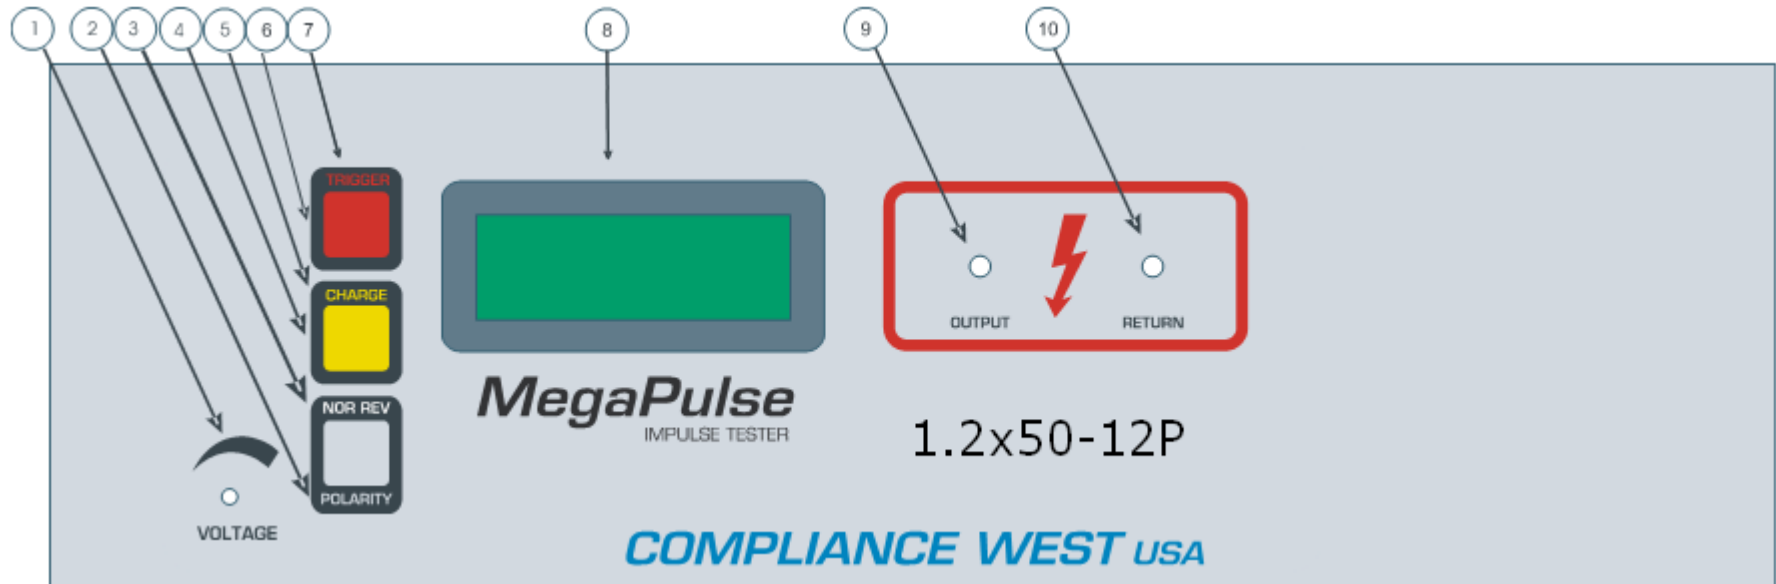 1 2 3 4 5 6 7 8 9 10
TRIGGER
CHARGE
NOR REV
POLARITY
VOLTAGE
MegaPulse
IMPULSE TESTER
OUTPUT
RETURN
1.2x50-12P
COMPLIANCE WEST USA